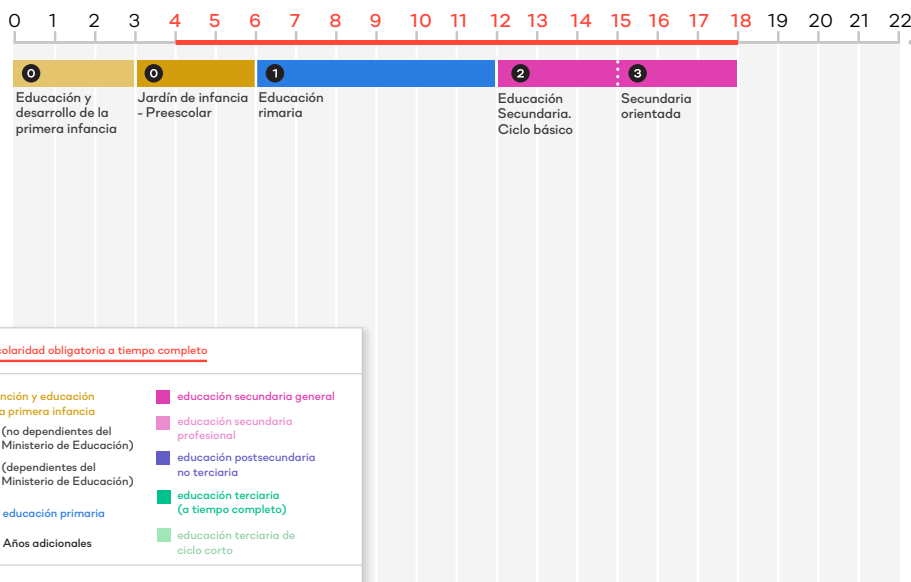 0 1 2 3 4 5 6 7 8 9 10 11 12 13 14 15 16 17 18 19 20 21 22
0 0 1 2 3
Educación y
desarrollo de la
primera infancia
Jardín de infancia
- Preescolar
Educación
rimaria
Educación
Secundaria.
Ciclo básico
Secundaria
orientada
colaridad obligatoria a tiempo completo
nción y educación
a primera infancia
(no dependientes del
Ministerio de Educación)
(dependientes del
Ministerio de Educación)
educación primaria
Años adicionales
educación secundaria general
educación secundaria
profesional
educación postsecundaria
no terciaria
educación terciaria
(a tiempo completo)
educación terciaria de
ciclo corto